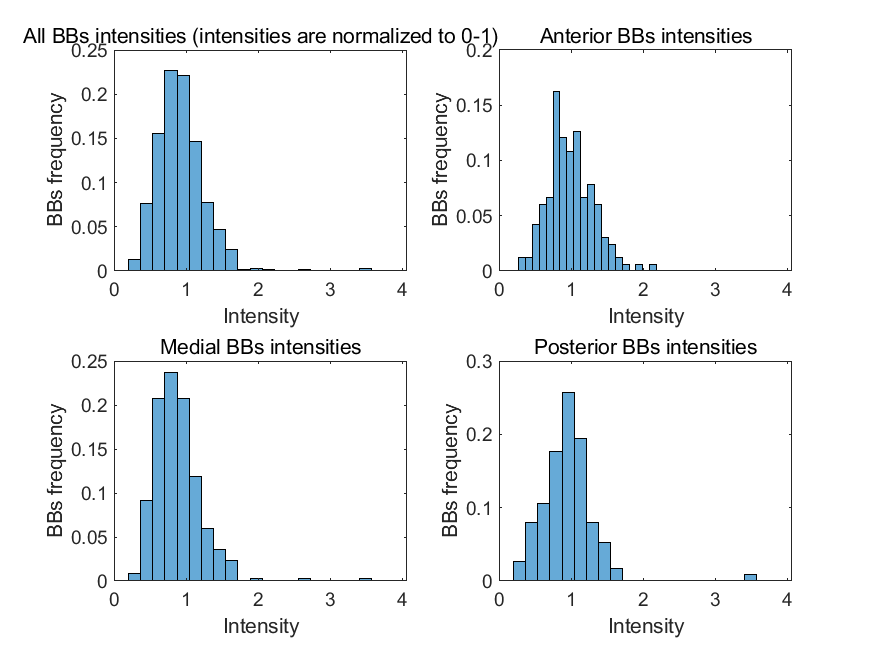 All BBs intensities (intensities are normalized to 0-1)
0.25
0.2
0.15
0.1
0.05
0
BBs frequency
0 1 2 3 4
Intensity
Anterior BBs intensities
0.2
0.15
0.1
0.05
0
BBs frequency
0 1 2 3 4
Intensity
Medial BBs intensities
0.25
0.2
0.15
0.1
0.05
0
BBs frequency
0 1 2 3 4
Intensity
Posterior BBs intensities
0.3
0.2
0.1
0
BBs frequency
0 1 2 3 4
Intensity